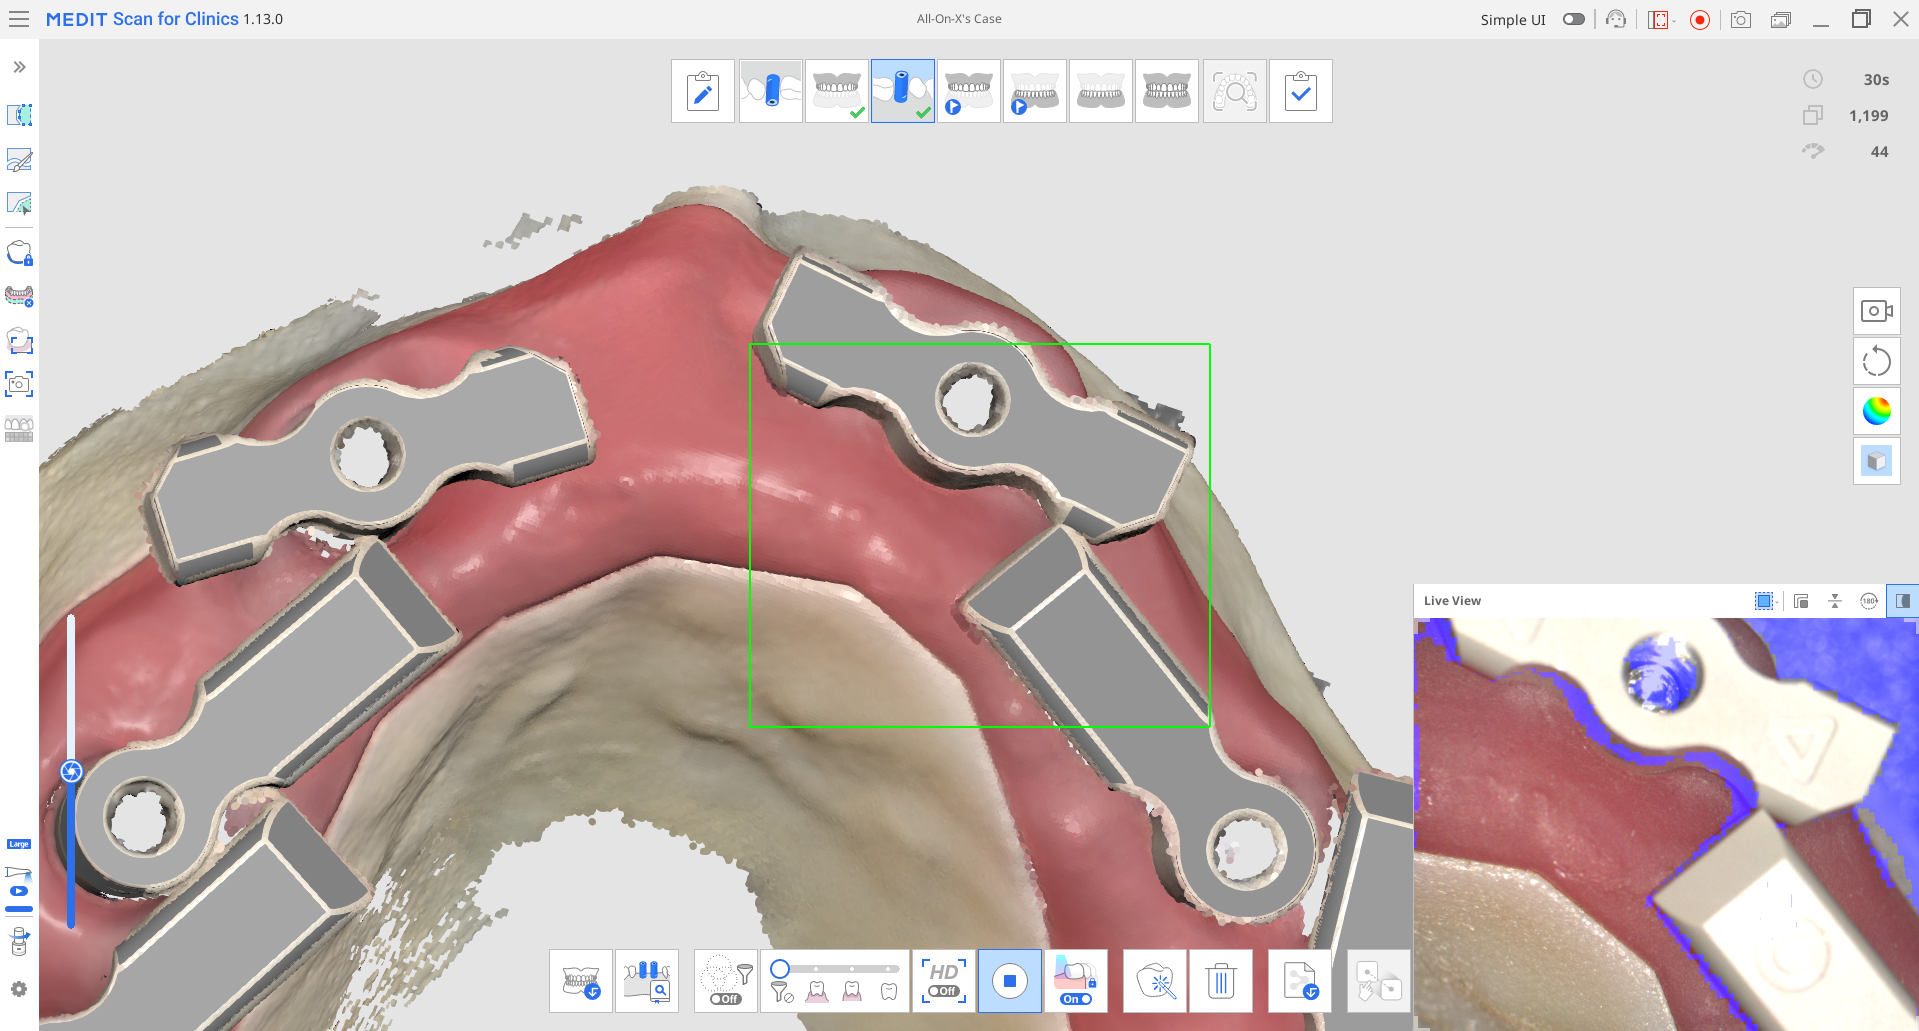 MEDIT Scan for Clinics 1.13.0
All-On-X's Case
Simple UI
30s
1,199
44
Live View
180°
Large
Off
HD
Off
On